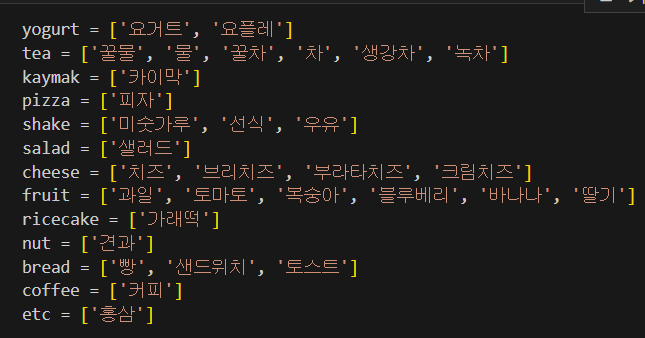 yogurt = ['요거트', '요플레']
tea = ['꿀물', '물', '꿀차', '차', '생강차', '녹차']
kaymak = ['카이막']
pizza = ['피자']
shake = ['미숫가루', '선식', '우유']
salad = ['샐러드']
cheese = ['치즈', '브리치즈', '부라타치즈', '크림치즈']
fruit = ['과일', '토마토', '복숭아', '블루베리', '바나나', '딸기']
ricecake = ['가래떡']
nut = ['견과']
bread = ['빵', '샌드위치', '토스트']
coffee = ['커피']
etc = ['홍삼']